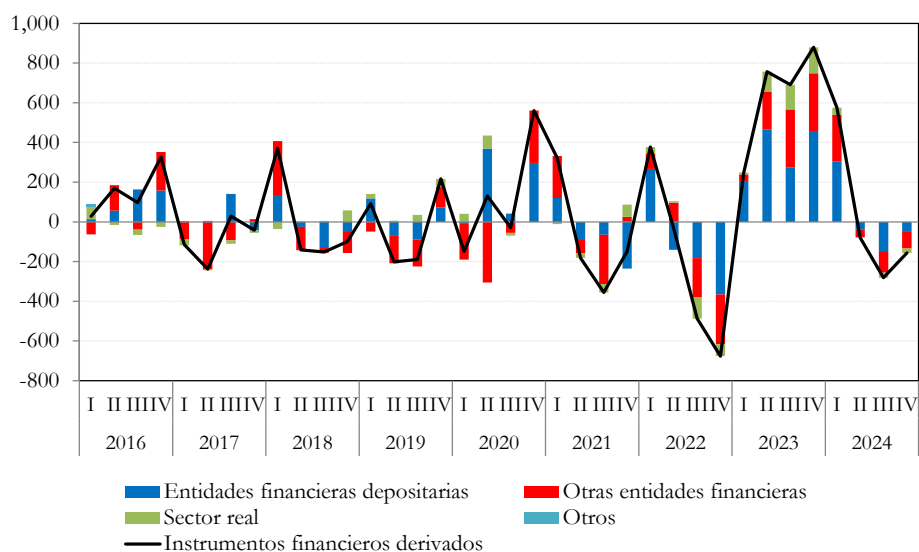 1,000
800
600
400
200
0
-200
-400
-600
-800
I II III IV I II III IV I II III IV I II III IV I II III IV I II III IV I II III IV I II III IV I II III IV
2016 2017 2018 2019 2020 2021 2022 2023 2024
Entidades financieras depositarias Otras entidades financieras
Sector real Otros
Instrumentos financieros derivados